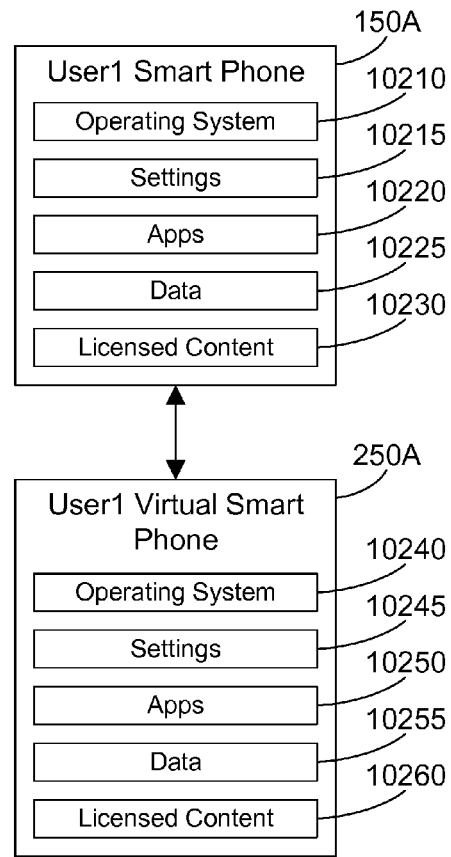 150A
User1 Smart Phone
10210
Operating System
10215
Settings
10220
Apps
10225
Data
10230
Licensed Content
250A
User1 Virtual Smart
Phone
10240
Operating System
10245
Settings
10250
Apps
10255
Data
10260
Licensed Content